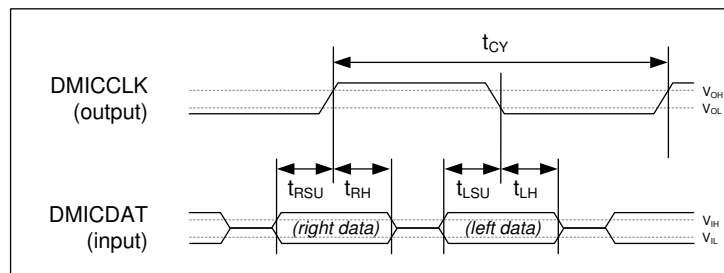 tCY
DMICCLK
(output)
VOH
VOL
tRSU
tRH
tLSU
tLH
DMICDAT
(input)
(right data)
(left data)
VIH
VIL